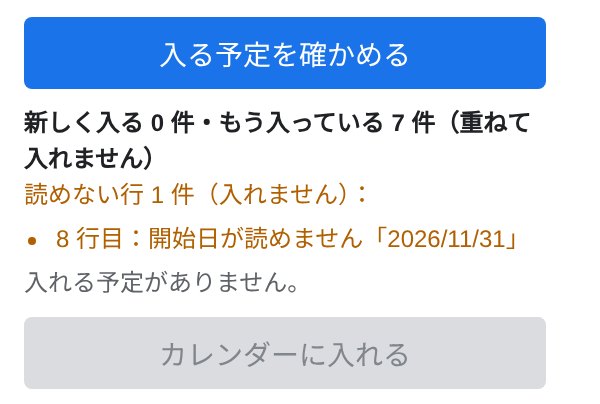 入る予定を確かめる
新しく入る 0 件・もう入っている 7 件（重ねて
入れません）
読めない行 1 件（入れません）：
• 8 行目：開始日が読めません「2026/11/31」
入れる予定がありません。
カレンダーに入れる